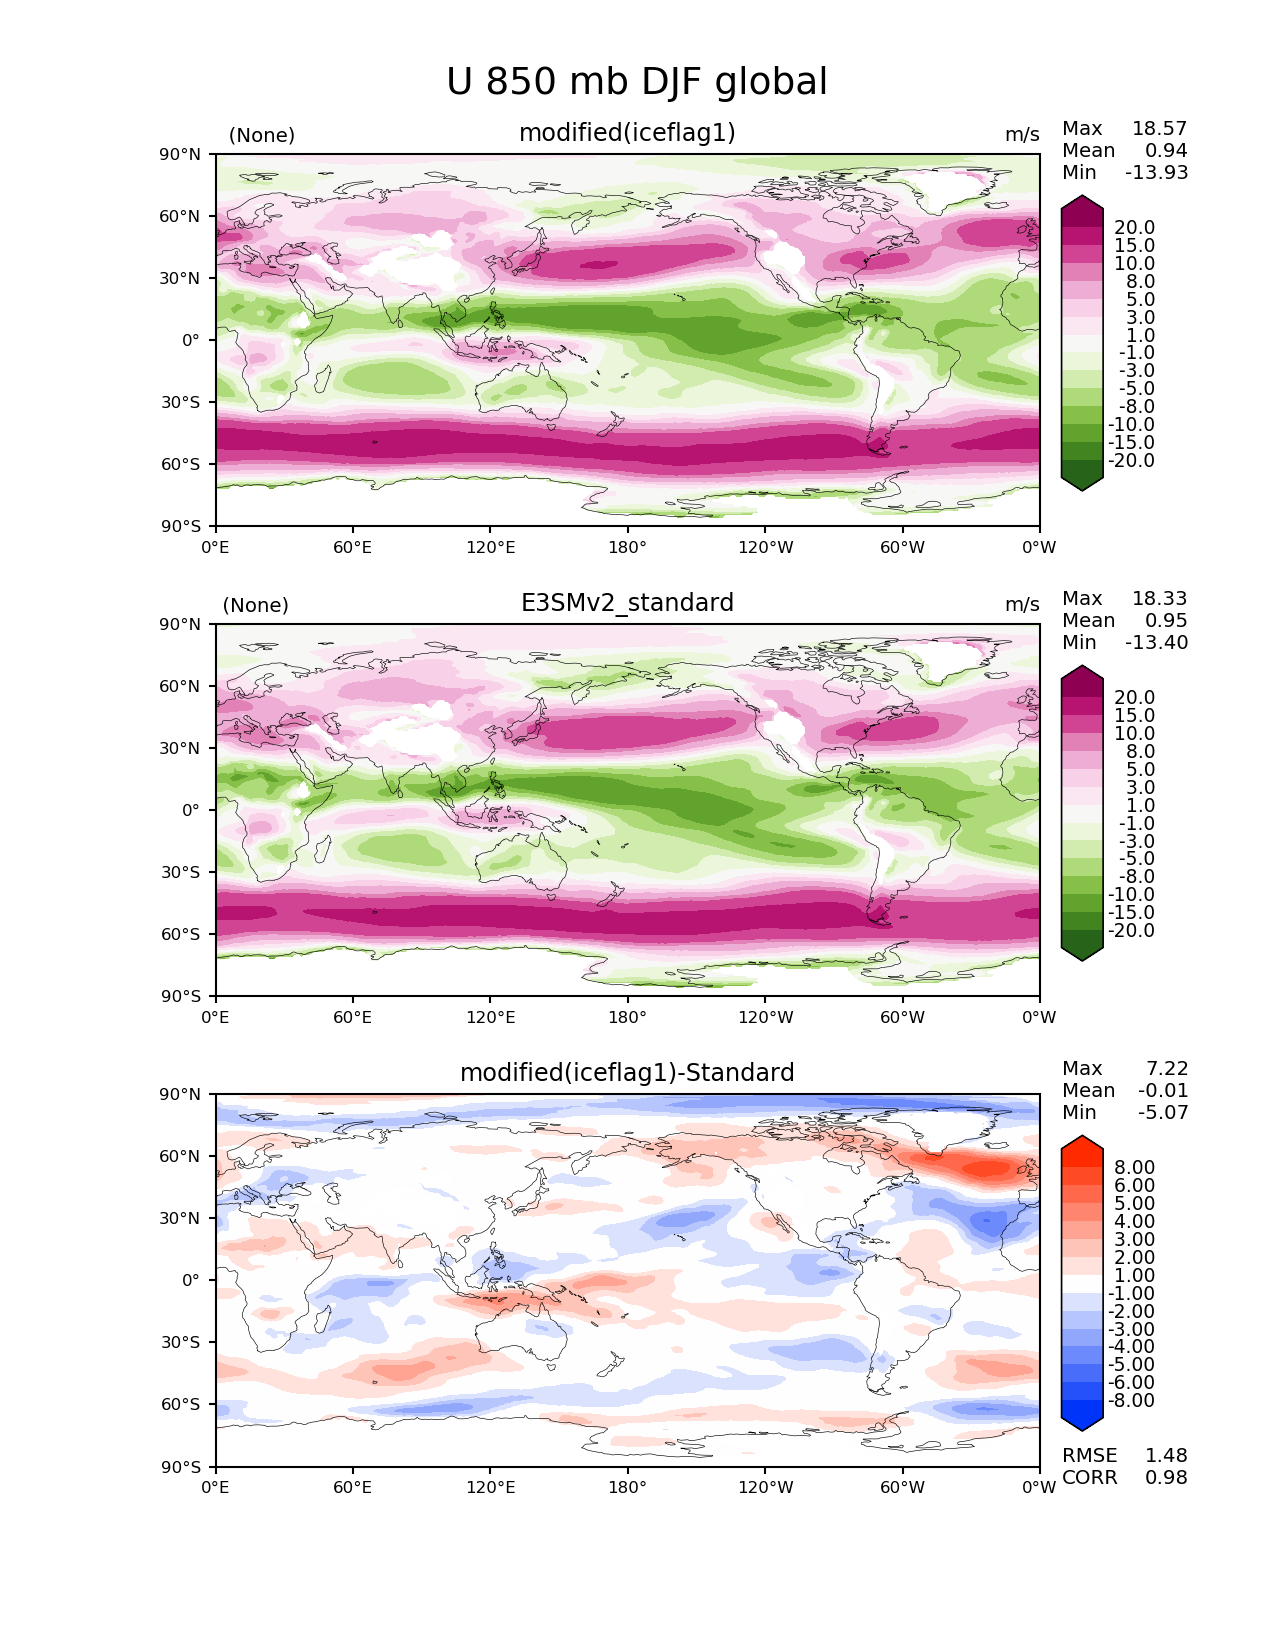 U 850 mb DJF global
(None) modified(iceflag1) m/s
Max 18.57
Mean 0.94
Min -13.93
90°N
60°N
30°N
0°
30°S
60°S
90°S
0°E 60°E 120°E 180° 120°W 60°W 0°W
20.0
15.0
10.0
8.0
5.0
3.0
1.0
-1.0
-3.0
-5.0
-8.0
-10.0
-15.0
-20.0
(None) E3SMv2_standard m/s
Max 18.33
Mean 0.95
Min -13.40
90°N
60°N
30°N
0°
30°S
60°S
90°S
0°E 60°E 120°E 180° 120°W 60°W 0°W
20.0
15.0
10.0
8.0
5.0
3.0
1.0
-1.0
-3.0
-5.0
-8.0
-10.0
-15.0
-20.0
modified(iceflag1)-Standard
Max 7.22
Mean -0.01
Min -5.07
90°N
60°N
30°N
0°
30°S
60°S
90°S
0°E 60°E 120°E 180° 120°W 60°W 0°W
8.00
6.00
5.00
4.00
3.00
2.00
1.00
-1.00
-2.00
-3.00
-4.00
-5.00
-6.00
-8.00
RMSE 1.48
CORR 0.98